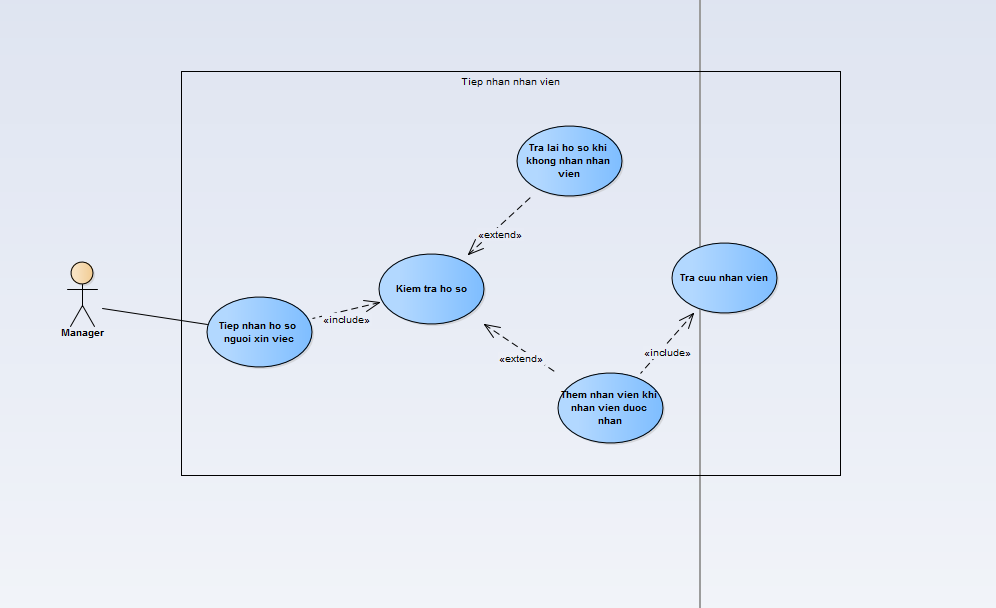 Tiep nhan nhan vien
Tra lai ho so khi
khong nhan nhan
vien
«extend»
Tra cuu nhan vien
Kiem tra ho so
Manager
Tiep nhan ho so
nguoi xin viec
«include»
«extend»
«include»
Them nhan vien khi
nhan vien duoc
nhan